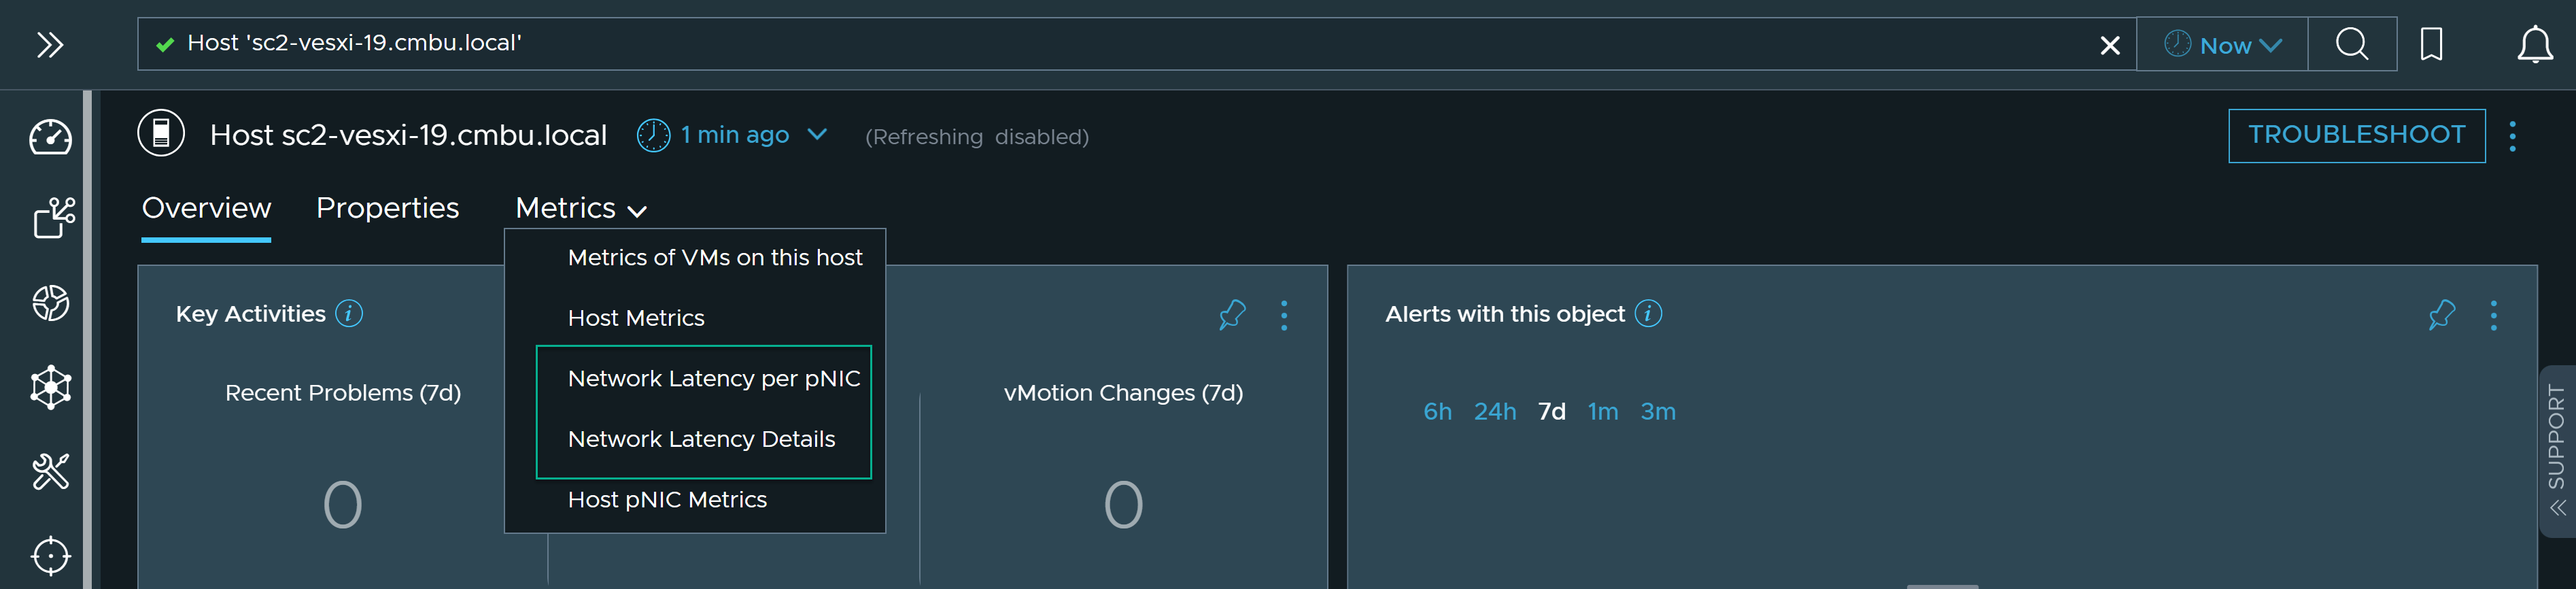 Host 'sc2-vesxi-19.cmbu.local'
Now
Host sc2-vesxi-19.cmbu.local
1 min ago
(Refreshing disabled)
TROUBLESHOOT
Overview
Properties
Metrics
Metrics of VMs on this host
Host Metrics
Network Latency per pNIC
Network Latency Details
Host pNIC Metrics
Key Activities
Recent Problems (7d)
0
vMotion Changes (7d)
0
Alerts with this object
6h 24h 7d 1m 3m
SUPPORT